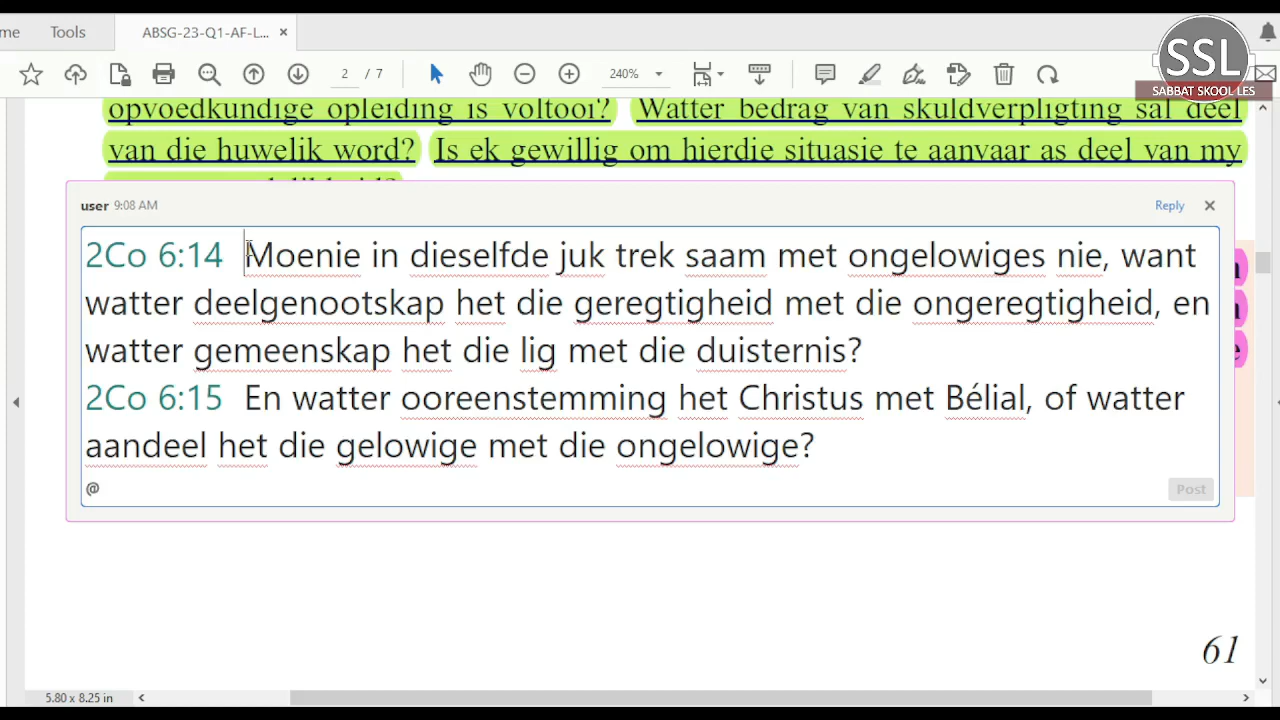 me Tools ABSG-23-Q1-AF-L... ×
2 / 7 240%
SSL
SABBAT SKOOL LES
opvoedkundige opleiding is voltooi? Watter bedrag van skuldverpligting sal deel
van die huwelik word? Is ek gewillig om hierdie situasie te aanvaar as deel van my
user 9:08 AM Reply
2Co 6:14 Moenie in dieselfde juk trek saam met ongelowiges nie, want
watter deelgenootskap het die geregtigheid met die ongeregtigheid, en
watter gemeenskap het die lig met die duisternis?
2Co 6:15 En watter ooreenstemming het Christus met Bélial, of watter
aandeel het die gelowige met die ongelowige?
@ Post
61
5.80 x 8.25 in